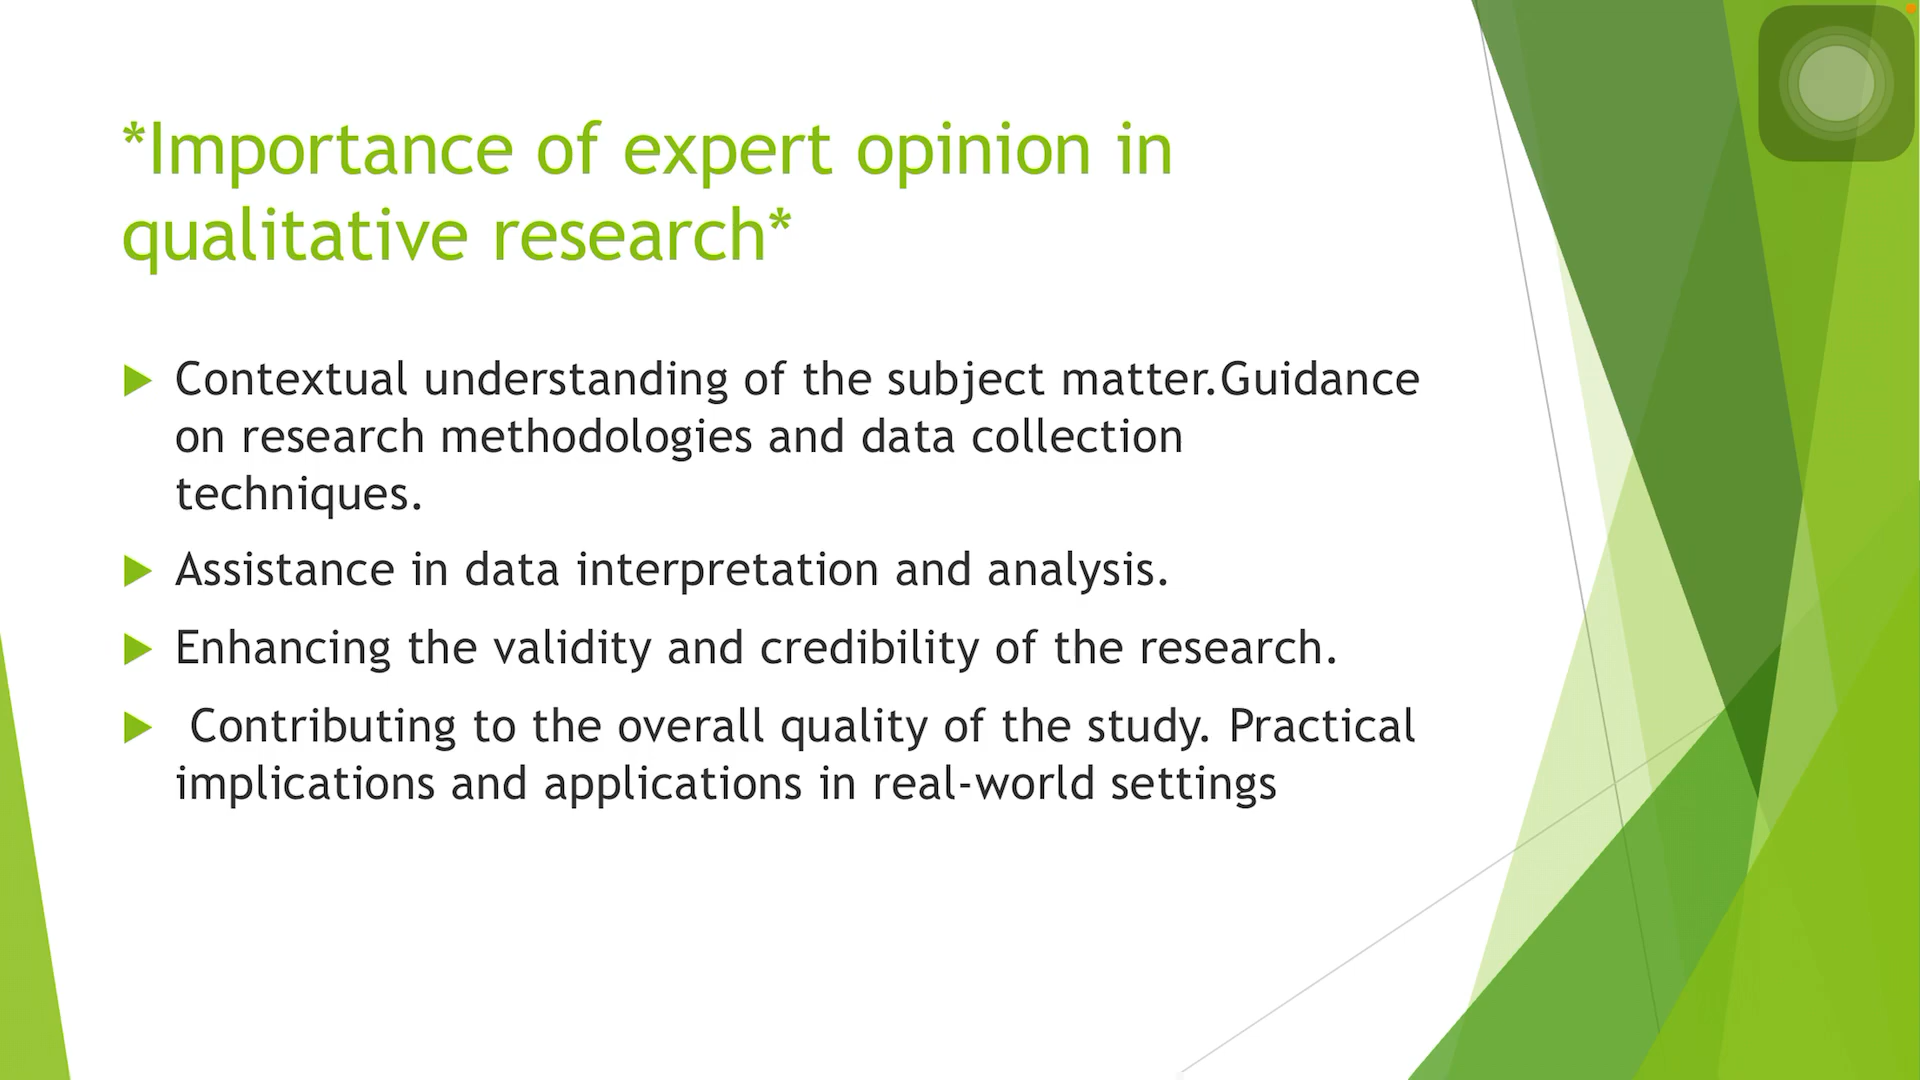 *Importance of expert opinion in
qualitative research*
Contextual understanding of the subject matter.Guidance
on research methodologies and data collection
techniques.
Assistance in data interpretation and analysis.
Enhancing the validity and credibility of the research.
Contributing to the overall quality of the study. Practical
implications and applications in real-world settings